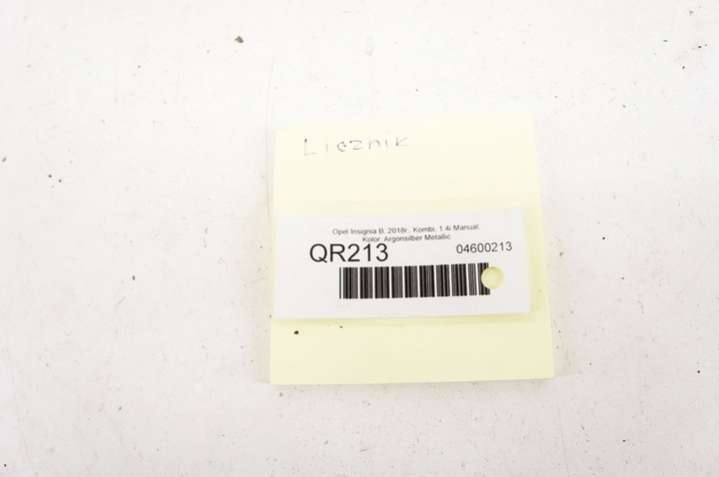 Licznik
Opel Insignia B, 2018r., Kombi, 1.4i Manual,
Kolor: Argonsilber Metallic
QR213 04600213